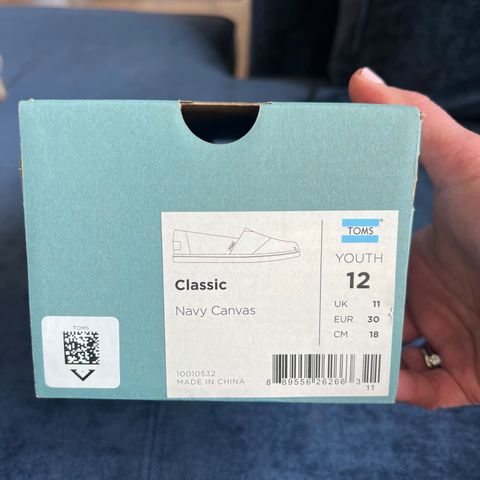 TOMS
YOUTH
12
UK 11
EUR 30
CM 18
Classic
Navy Canvas
10010532
MADE IN CHINA
8 89556 26266 3
11
TOMS